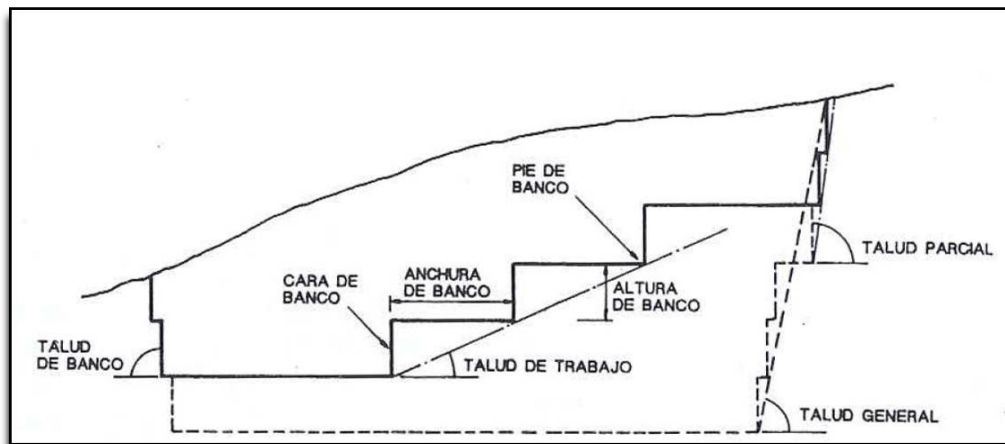 PIE DE
BANCO
TALUD PARCIAL
CARA DE
BANCO
ANCHURA
DE BANCO
ALTURA
DE BANCO
TALUD
DE BANCO
TALUD DE TRABAJO
TALUD GENERAL